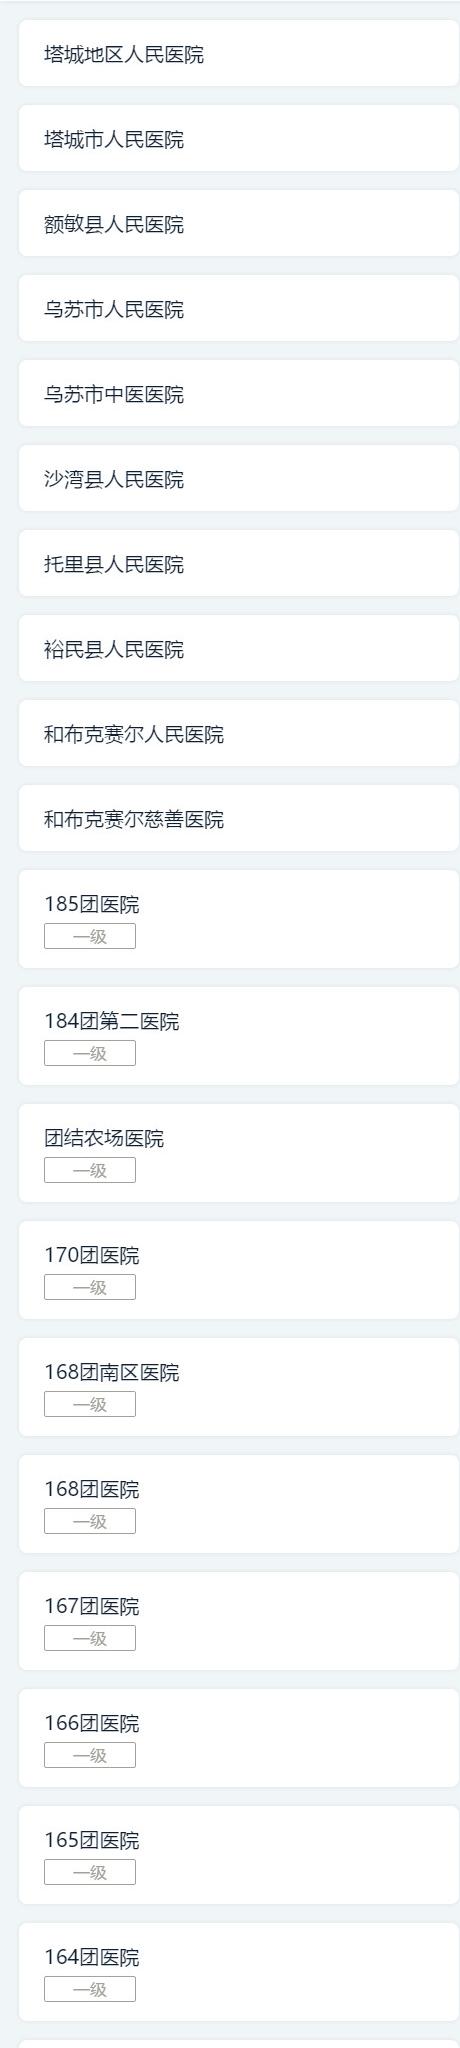 塔城地区人民医院
塔城市人民医院
额敏县人民医院
乌苏市人民医院
乌苏市中医医院
沙湾县人民医院
托里县人民医院
裕民县人民医院
和布克赛尔人民医院
和布克赛尔慈善医院
185团医院
一级
184团第二医院
一级
团结农场医院
一级
170团医院
一级
168团南区医院
一级
168团医院
一级
167团医院
一级
166团医院
一级
165团医院
一级
164团医院
一级